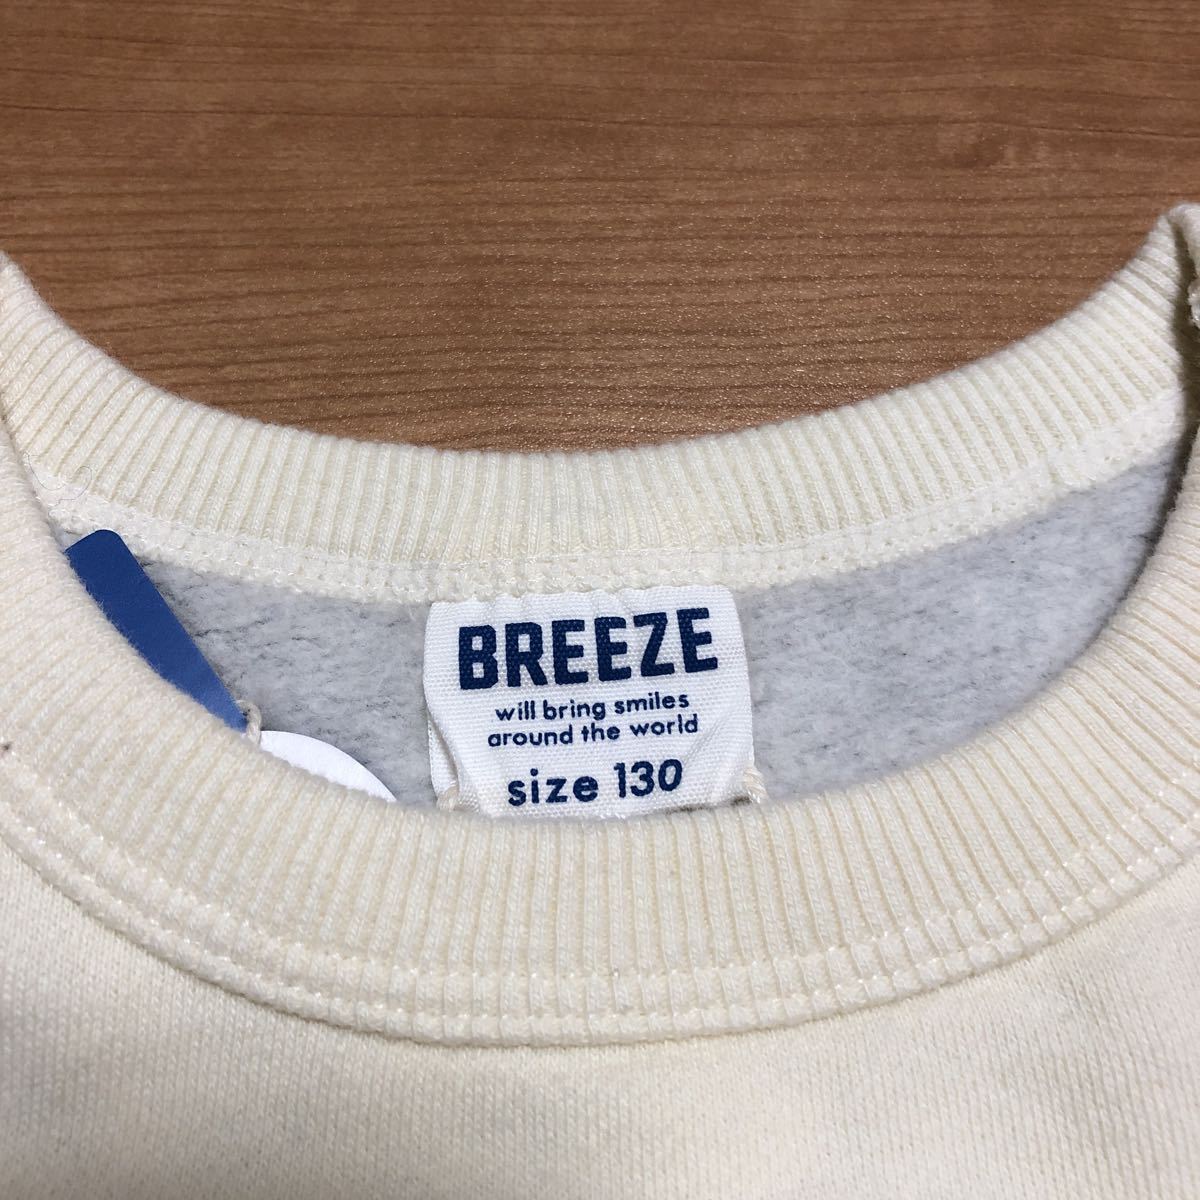 BREEZE
will bring smiles
around the world
size 130